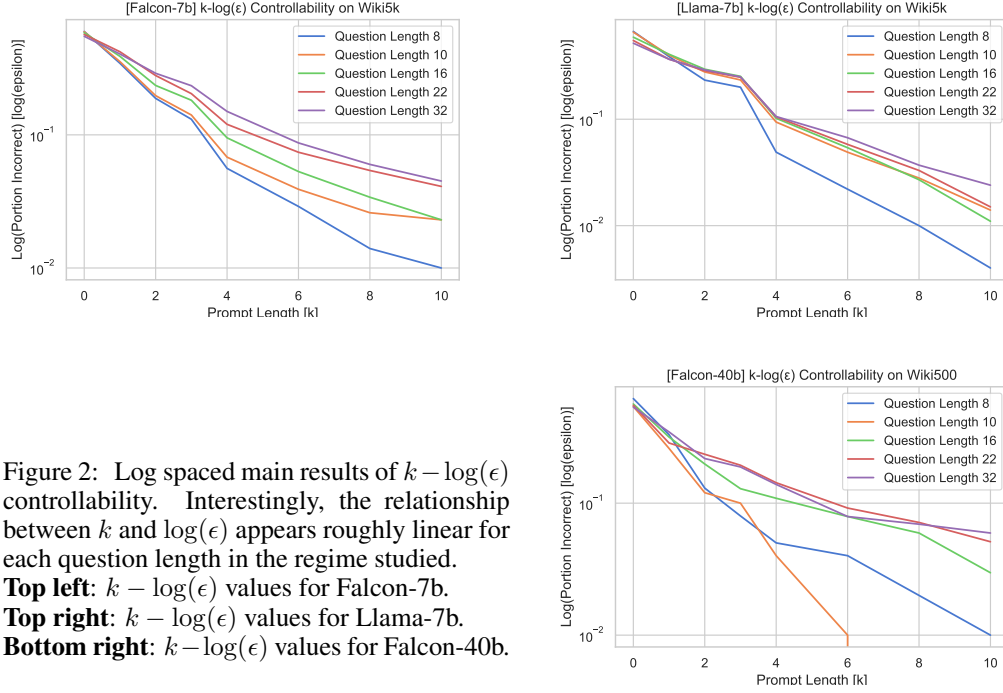 [Falcon-7b] k-log(ε) Controllability on Wiki5k
Log(Portion Incorrect) [log(epsilon)]
10⁻¹
10⁻²
Question Length 8
Question Length 10
Question Length 16
Question Length 22
Question Length 32
0 2 4 6 8 10
Prompt Length [k]
[Llama-7b] k-log(ε) Controllability on Wiki5k
Log(Portion Incorrect) [log(epsilon)]
10⁻¹
10⁻²
Question Length 8
Question Length 10
Question Length 16
Question Length 22
Question Length 32
0 2 4 6 8 10
Prompt Length [k]
Figure 2: Log spaced main results of k − log(ϵ)
controllability. Interestingly, the relationship
between k and log(ϵ) appears roughly linear for
each question length in the regime studied.
Top left: k − log(ϵ) values for Falcon-7b.
Top right: k − log(ϵ) values for Llama-7b.
Bottom right: k − log(ϵ) values for Falcon-40b.
[Falcon-40b] k-log(ε) Controllability on Wiki500
Log(Portion Incorrect) [log(epsilon)]
10⁻¹
10⁻²
Question Length 8
Question Length 10
Question Length 16
Question Length 22
Question Length 32
0 2 4 6 8 10
Prompt Length [k]